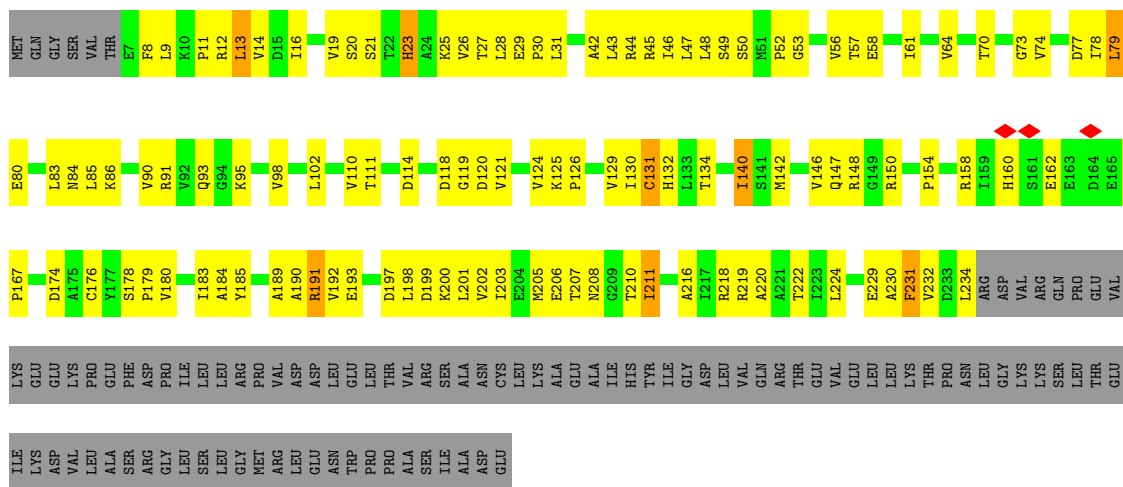 MET GLN GLY SER VAL THR E7 F8 L9 K10 P11 R12 L13 V14 D15 I16 V19 S20 S21 T22 H23 A24 K25 V26 T27 L28 E29 P30 L31 A42 L43 R44 R45 I46 L47 L48 S49 S50 M51 P52 G53 V56 T57 E58 I61 V64 T70 G73 V74 D77 I78 L79
E80 L83 N84 L85 K86 V90 R91 V92 Q93 G94 K95 V98 L102 V110 T111 D114 D118 G119 D120 V121 V124 K125 P126 V129 I130 C131 H132 L133 T134 I140 S141 M142 V146 Q147 R148 G149 R150 P154 R158 I159 H160 S161 E162 E163 D164 E165
P167 D174 A175 C176 Y177 S178 P179 V180 I183 A184 Y185 A189 A190 R191 V192 E193 D197 L198 D199 K200 L201 V202 I203 E204 M205 E206 T207 N208 G209 T210 I211 A216 I217 R218 R219 A220 A221 T222 I223 L224 E229 A230 F231 V232 D233 L234 ARG ASP VAL ARG GLN PRO GLU VAL
LYS GLU GLU LYS PRO GLU PHE ASP PRO ILE LEU LEU ARG PRO VAL ASP ASP LEU GLU LEU THR VAL ARG SER ALA ASN CYS LEU LYS ALA GLU ALA ILE HIS TYR ILE GLY ASP LEU VAL GLN ARG THR GLU VAL GLU LEU LEU LYS THR PRO ASN LEU GLY LYS LYS SER LEU THR GLU
ILE LYS ASP VAL LEU ALA SER ARG GLY LEU SER LEU GLY MET ARG LEU GLU ASN TRP PRO PRO ALA SER ILE ALA ASP GLU